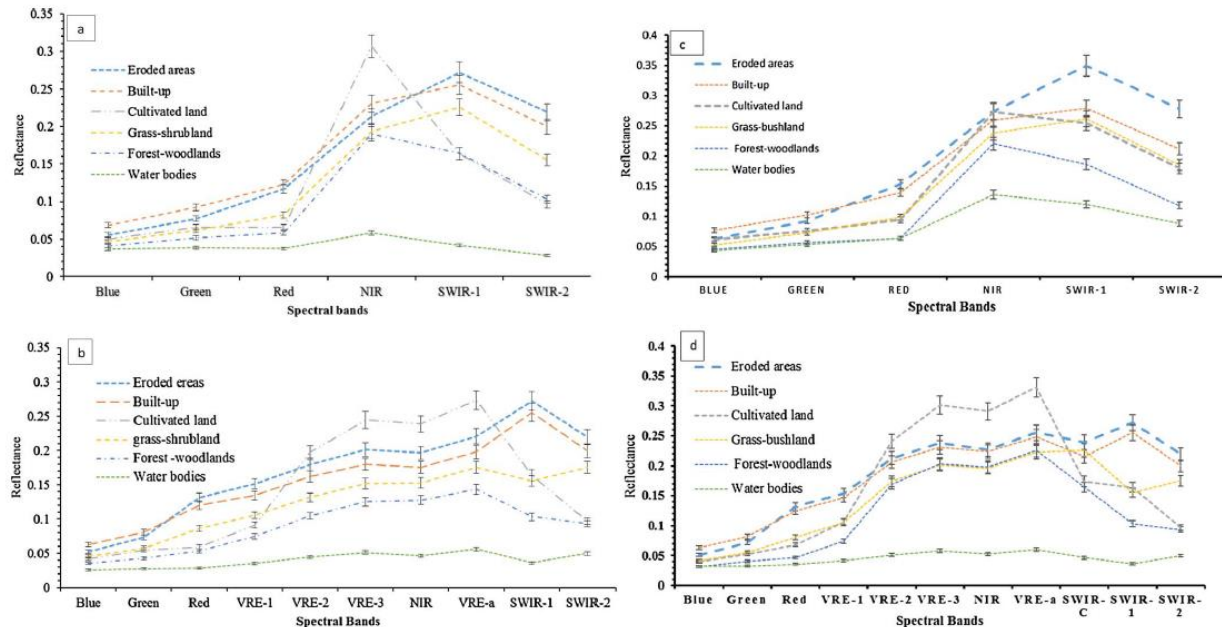 a
0.35
0.3
0.25
0.2
0.15
0.1
0.05
0
Reflectance
Eroded areas
Built-up
Cultivated land
Grass-shrubland
Forest-woodlands
Water bodies
Blue Green Red NIR SWIR-1 SWIR-2
Spectral bands
c
0.4
0.35
0.3
0.25
0.2
0.15
0.1
0.05
0
Reflectance
Eroded areas
Built-up
Cultivated land
Grass-bushland
Forest-woodlands
Water bodies
BLUE GREEN RED NIR SWIR-1 SWIR-2
Spectral Bands
b
0.35
0.3
0.25
0.2
0.15
0.1
0.05
0
Reflectance
Eroded ereas
Built-up
Cultivated land
grass-shrubland
Forest -woodlands
Water bodies
Blue Green Red VRE-1 VRE-2 VRE-3 NIR VRE-a SWIR-1 SWIR-2
Spectral Bands
d
0.4
0.35
0.3
0.25
0.2
0.15
0.1
0.05
0
Reflectance
Eroded areas
Built-up
Cultivated land
Grass-bushland
Forest-woodlands
Water bodies
Blue Green Red VRE-1 VRE-2 VRE-3 NIR VRE-a SWIR- SWIR- SWIR-
C 1 2
Spectral Bands